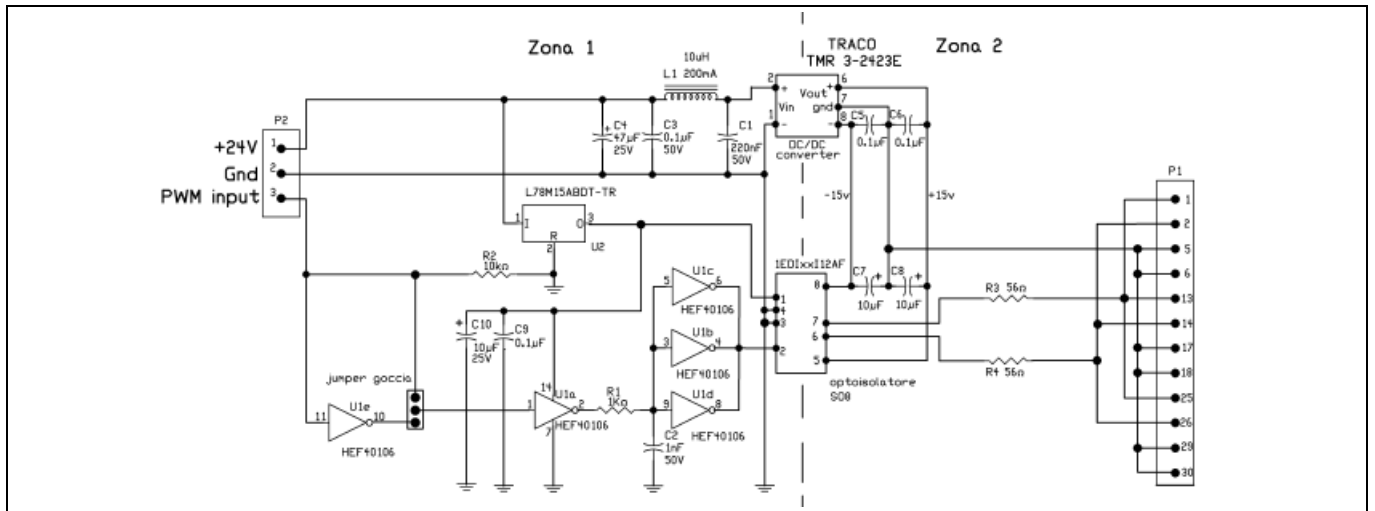 Zona 1
TRACO
TMR 3-2423E
Zona 2
10uH
L1 200mA
2
+
Vin
1
-
Vout
+
6
gnd
7
-
8
DC/DC
converter
C5
0.1µF
C6
0.1µF
P2
+24V
1
Gnd
2
PWM input
3
+
C4
47µF
25V
C3
0.1µF
50V
C1
220nF
50V
L78M15ABDT-TR
1
I
O
3
R
2
U2
-15v
+15v
P1
1
2
5
6
13
14
17
18
25
26
29
30
R2
10kΩ
1EDIxxI12AF
8
1
4
3
7
2
6
5
C7
+
10µF
C8
+
10µF
R3 56Ω
R4 56Ω
optoisolatore
SO8
U1c
5
6
HEF40106
U1b
3
4
HEF40106
U1d
9
8
HEF40106
+
C10
10µF
25V
C9
0.1µF
jumper goccia
U1e
11
10
HEF40106
14
U1a
1
2
7
HEF40106
R1
1KΩ
C2
1nF
50V